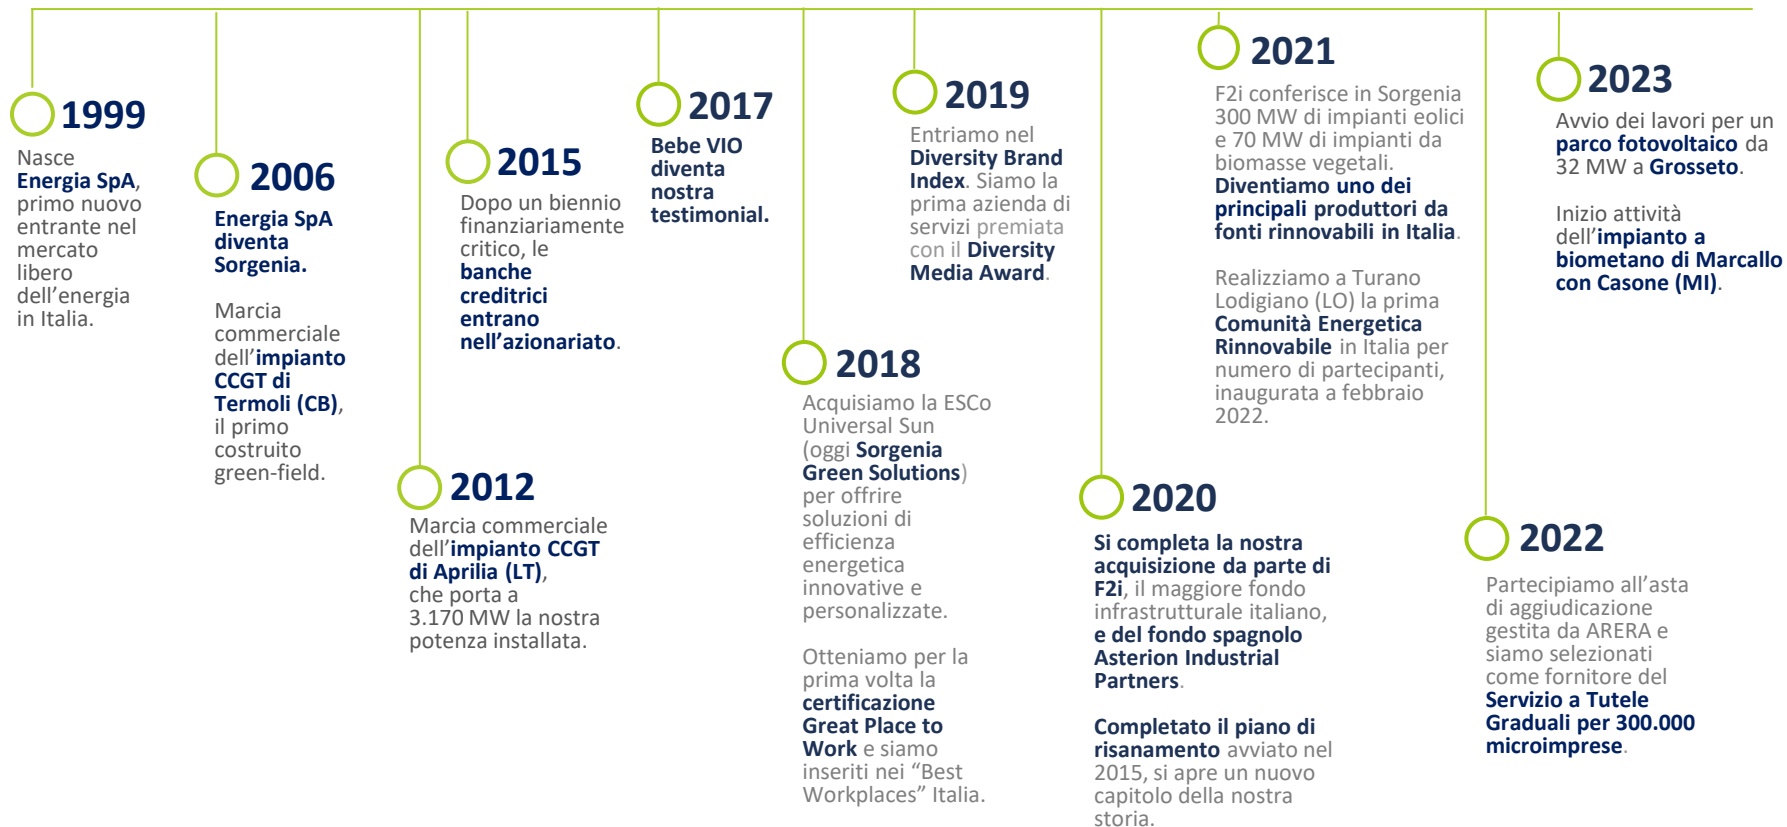 1999
Nasce
Energia SpA,
primo nuovo
entrante nel
mercato
libero
dell’energia
in Italia.
2006
Energia SpA
diventa
Sorgenia.
Marcia
commerciale
dell’impianto
CCGT di
Termoli (CB),
il primo
costruito
green-field.
2012
Marcia commerciale
dell’impianto CCGT
di Aprilia (LT),
che porta a
3.170 MW la nostra
potenza installata.
2015
Dopo un biennio
finanziariamente
critico, le
banche
creditrici
entrano
nell’azionariato.
2017
Bebe VIO
diventa
nostra
testimonial.
2018
Acquisiamo la ESCo
Universal Sun
(oggi Sorgenia
Green Solutions)
per offrire
soluzioni di
efficienza
energetica
innovative e
personalizzate.
Otteniamo per la
prima volta la
certificazione
Great Place to
Work e siamo
inseriti nei “Best
Workplaces” Italia.
2019
Entriamo nel
Diversity Brand
Index. Siamo la
prima azienda di
servizi premiata
con il Diversity
Media Award.
2020
Si completa la nostra
acquisizione da parte di
F2i, il maggiore fondo
infrastrutturale italiano,
e del fondo spagnolo
Asterion Industrial
Partners.
Completato il piano di
risanamento avviato nel
2015, si apre un nuovo
capitolo della nostra
storia.
2021
F2i conferisce in Sorgenia
300 MW di impianti eolici
e 70 MW di impianti da
biomasse vegetali.
Diventiamo uno dei
principali produttori da
fonti rinnovabili in Italia.
Realizziamo a Turano
Lodigiano (LO) la prima
Comunità Energetica
Rinnovabile in Italia per
numero di partecipanti,
inaugurata a febbraio
2022.
2022
Partecipiamo all’asta
di aggiudicazione
gestita da ARERA e
siamo selezionati
come fornitore del
Servizio a Tutele
Graduali per 300.000
microimprese.
2023
Avvio dei lavori per un
parco fotovoltaico da
32 MW a Grosseto.
Inizio attività
dell’impianto a
biometano di Marcallo
con Casone (MI).